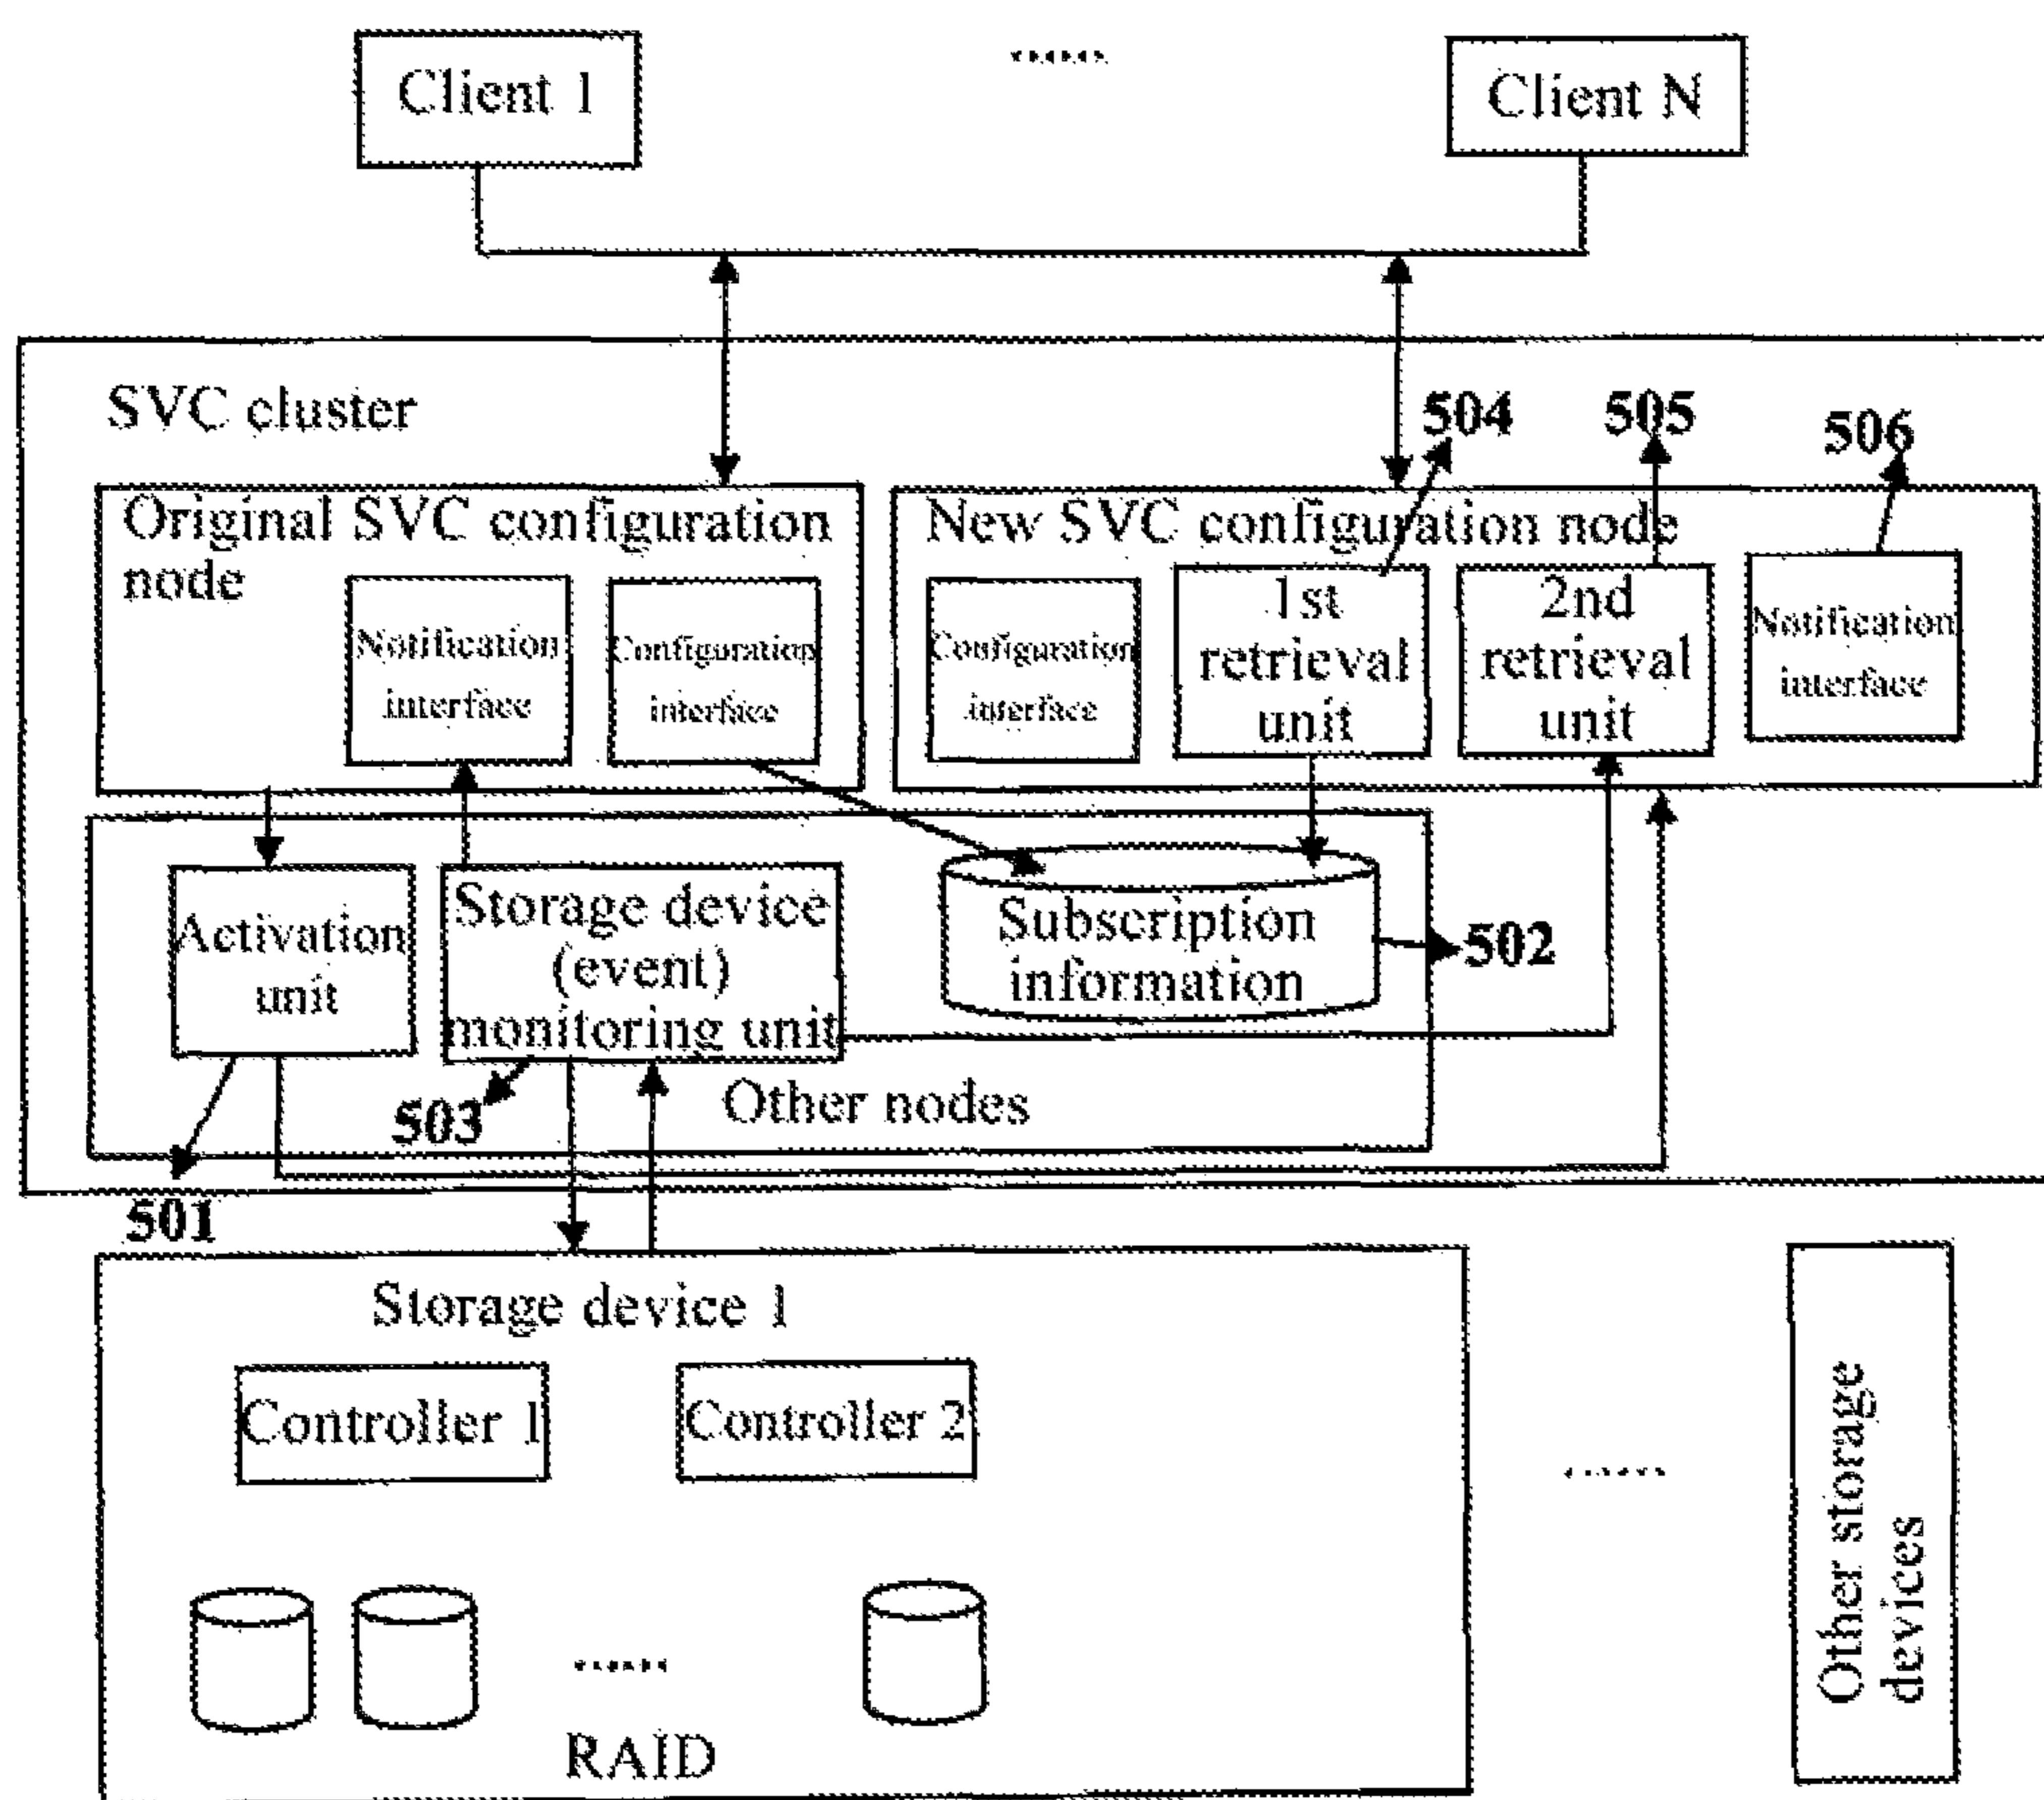 Client 1
......
Client N
SVC cluster
504
505
506
Original SVC configuration
node
Notification
interface
Configuration
interface
New SVC configuration node
Configuration
interface
1st
retrieval
unit
2nd
retrieval
unit
Notification
interface
Activation
unit
Storage device
(event)
monitoring unit
Subscription
information
502
503
Other nodes
501
Storage device 1
Controller 1
Controller 2
......
RAID
......
Other storage
devices